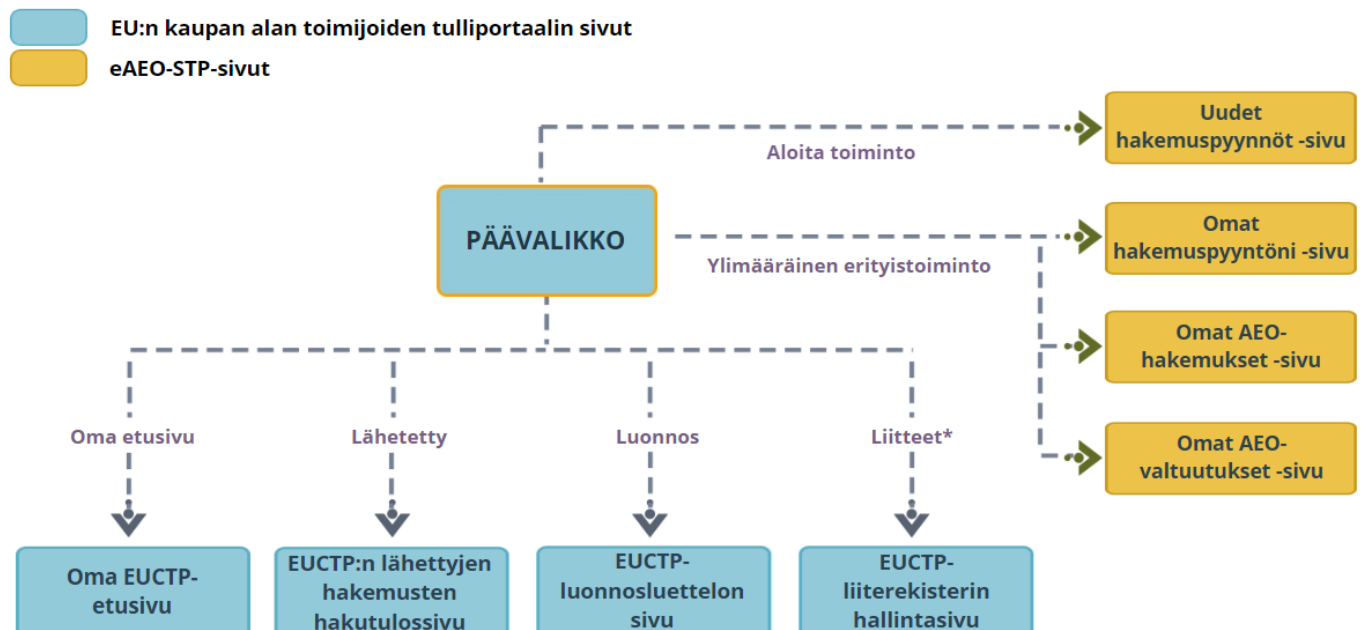 EU:n kaupan alan toimijoiden tulliportaalin sivut
eAEO-STP-sivut
Uudet
hakemuspyynnöt -sivu
Aloita toiminto
PÄÄVALIKKO
Omat
hakemuspyyntöni -sivu
Ylimääräinen erityistoiminto
Omat AEO-
hakemukset -sivu
Omat AEO-
valtuutukset -sivu
Oma etusivu
Lähetetty
Luonnos
Liitteet*
Oma EUCTP-
etusivu
EUCTP:n lähettyjen
hakemusten
hakutulossivu
EUCTP-
luonnosluettelon
sivu
EUCTP-
liiterekisterin
hallintasivu